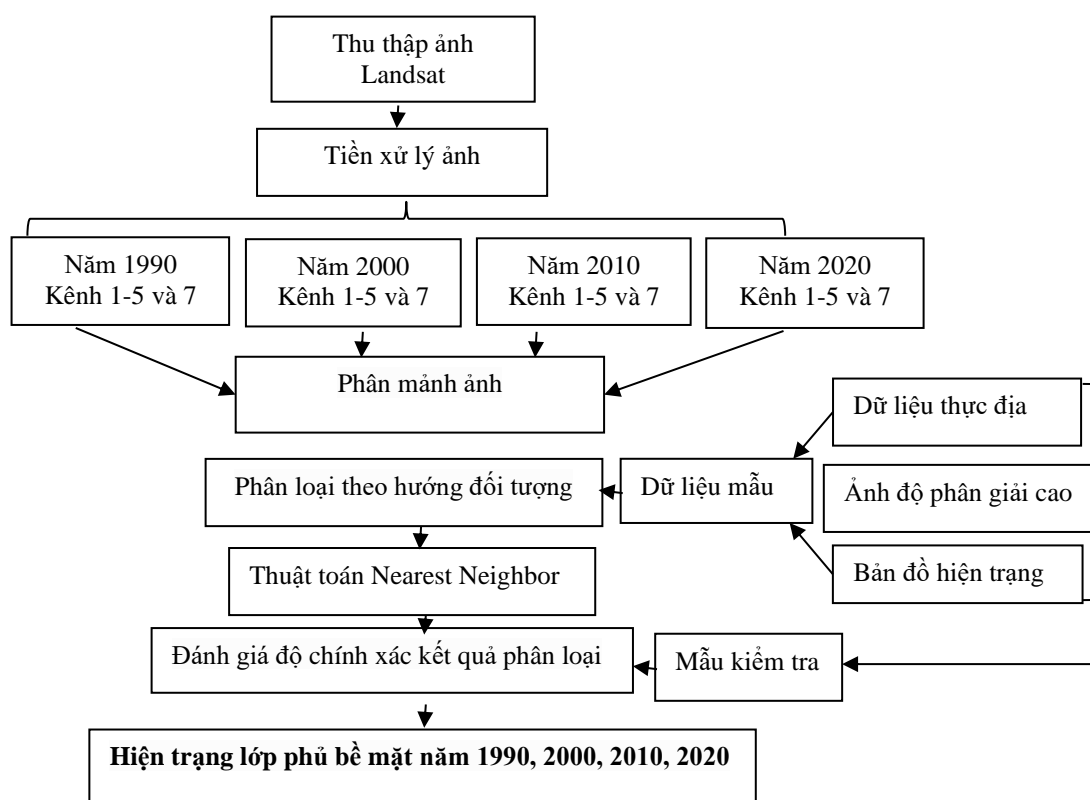 Thu thập ảnh
Landsat
Tiền xử lý ảnh
Năm 1990
Kênh 1-5 và 7
Năm 2000
Kênh 1-5 và 7
Năm 2010
Kênh 1-5 và 7
Năm 2020
Kênh 1-5 và 7
Phân mảnh ảnh
Dữ liệu thực địa
Phân loại theo hướng đối tượng
Dữ liệu mẫu
Ảnh độ phân giải cao
Thuật toán Nearest Neighbor
Bản đồ hiện trạng
Đánh giá độ chính xác kết quả phân loại
Mẫu kiểm tra
Hiện trạng lớp phủ bề mặt năm 1990, 2000, 2010, 2020